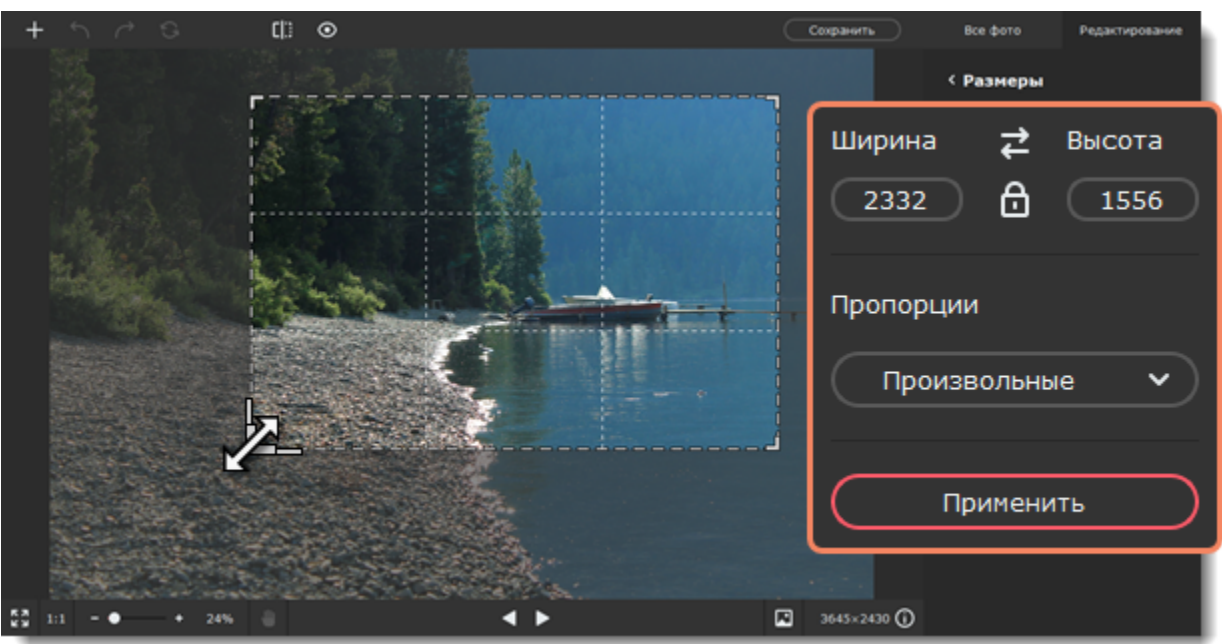 Сохранить
Все фото
Редактирование
Размеры
Ширина
Высота
2332
1556
Пропорции
Произвольные
Применить
1:1
24%
3645×2430